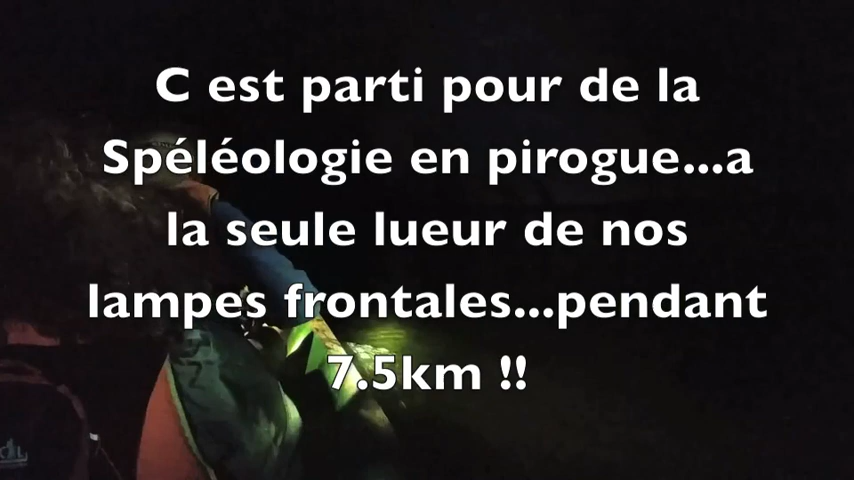 C est parti pour de la
Spéléologie en pirogue...a
la seule lueur de nos
lampes frontales...pendant
7.5km !!